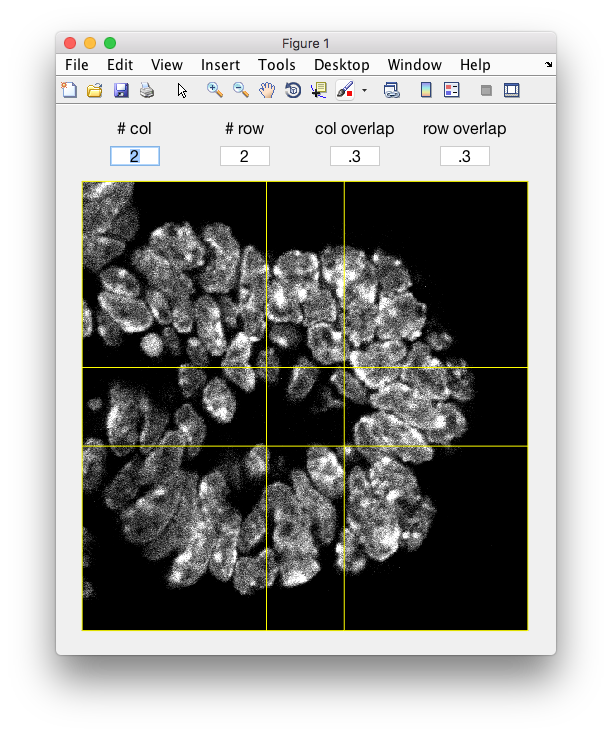 Figure 1
File Edit View Insert Tools Desktop Window Help
# col # row col overlap row overlap
2 2 .3 .3